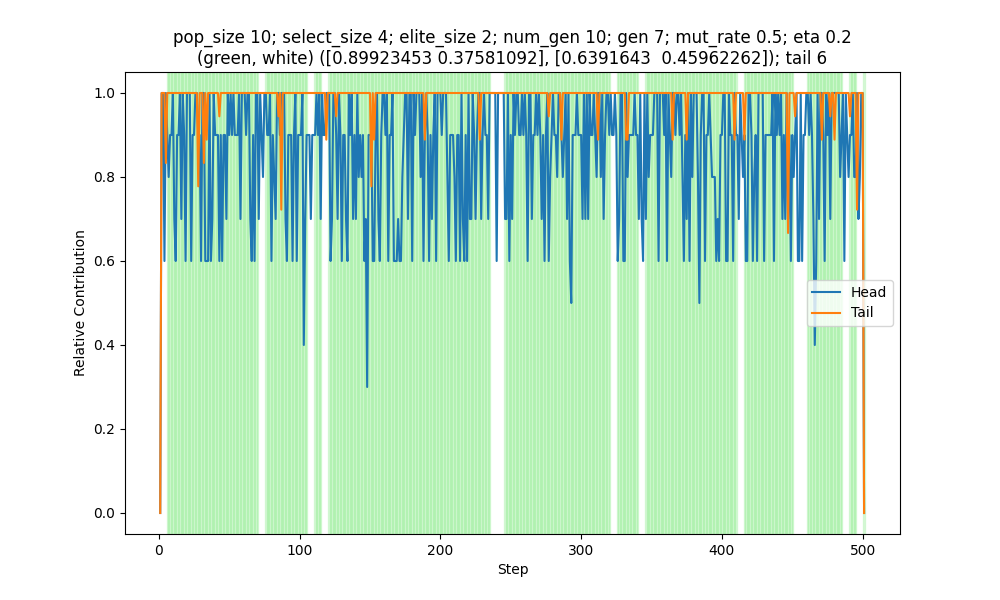 pop_size 10; select_size 4; elite_size 2; num_gen 10; gen 7; mut_rate 0.5; eta 0.2
(green, white) ([0.89923453 0.37581092], [0.6391643  0.45962262]); tail 6
1.0
0.8
0.6
0.4
0.2
0.0
Relative Contribution
Head
Tail
0
100
200
300
400
500
Step